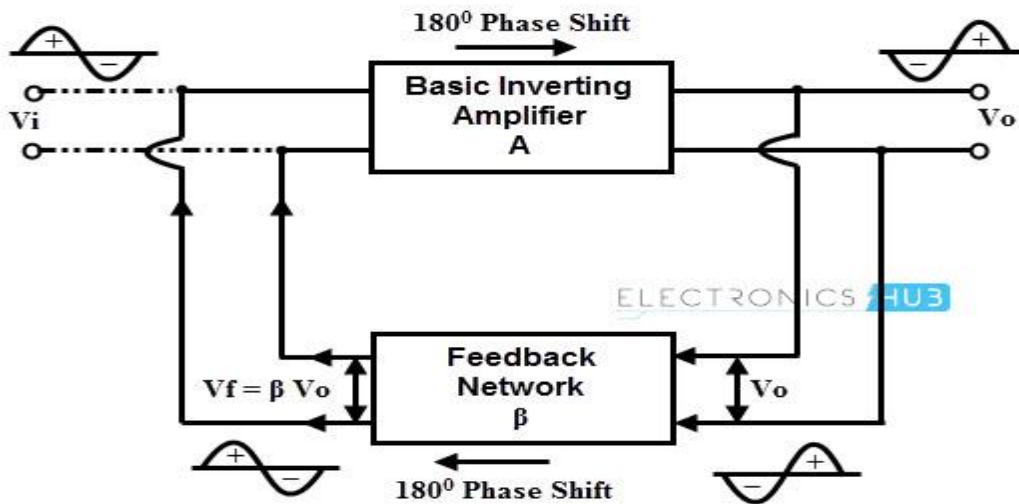 180⁰ Phase Shift
+
−
+
−
Basic Inverting
Amplifier
A
Vi
Vo
ELECTRONICS HUB
Feedback
Network
β
Vf = β Vo
Vo
+
−
+
−
180⁰ Phase Shift